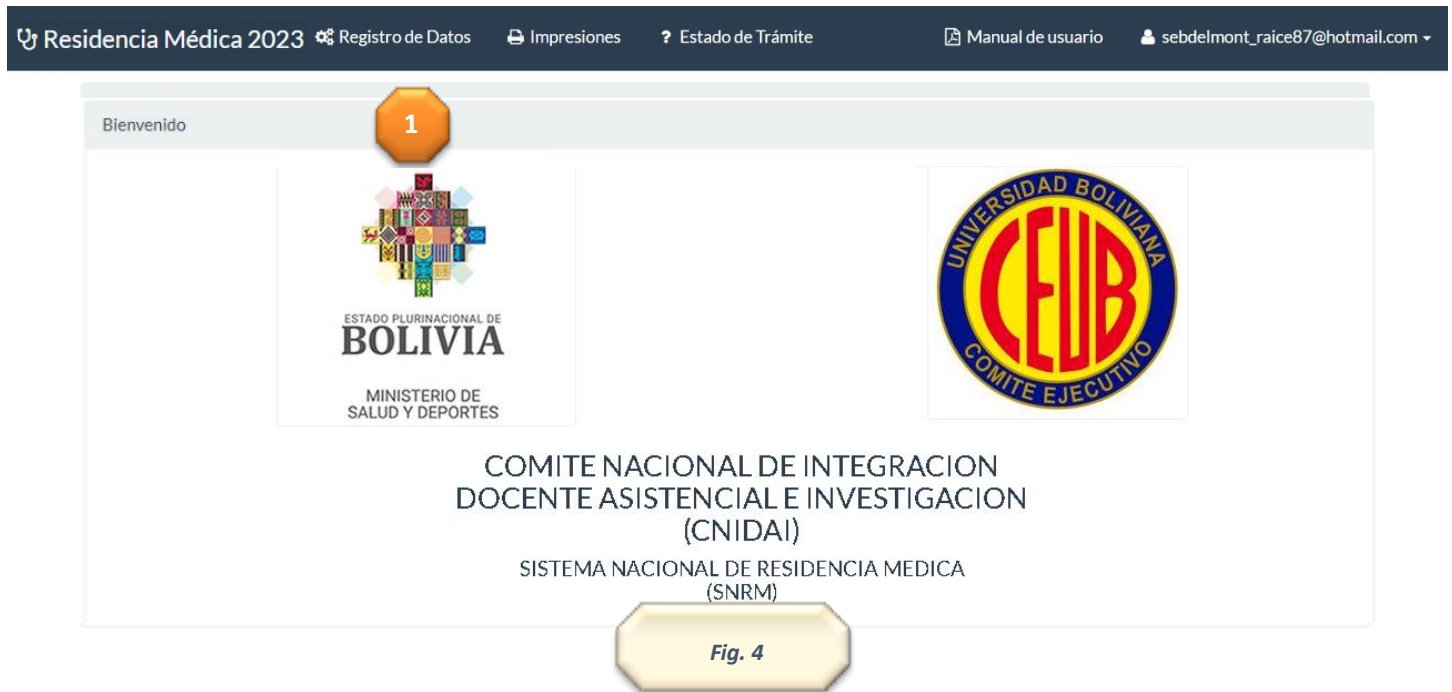 Residencia Médica 2023 Registro de Datos Impresiones ? Estado de Trámite Manual de usuario sebdelmont_raice87@hotmail.com
Bienvenido
1
ESTADO PLURINACIONAL DE
BOLIVIA
MINISTERIO DE
SALUD Y DEPORTES
UNIVERSIDAD BOLIVIANA
CEUB
COMITE EJECUTIVO
COMITE NACIONAL DE INTEGRACION
DOCENTE ASISTENCIAL E INVESTIGACION
(CNIDAI)
SISTEMA NACIONAL DE RESIDENCIA MEDICA
(SNRM)
Fig. 4